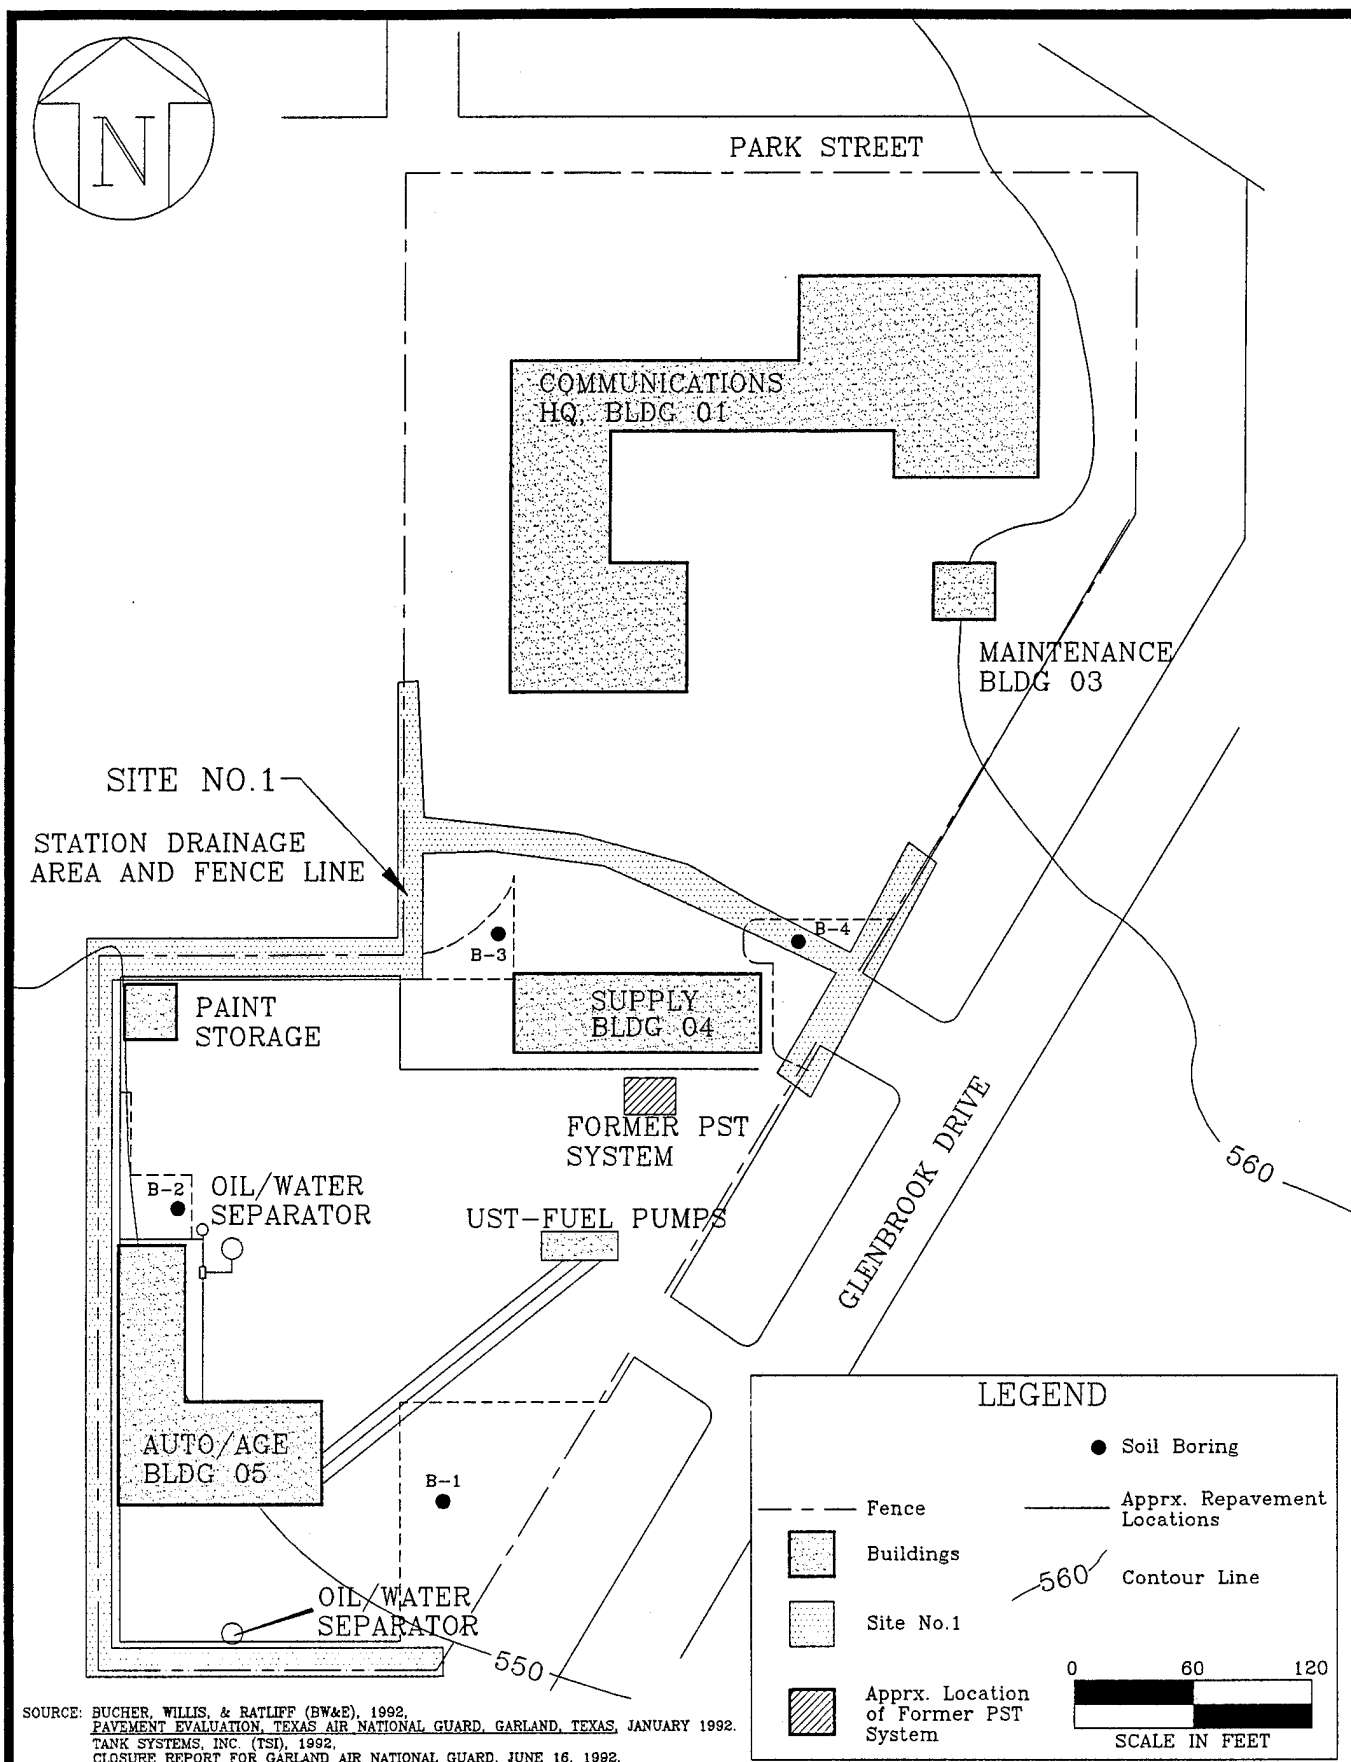 N
PARK STREET
COMMUNICATIONS
HQ, BLDG 01
MAINTENANCE
BLDG 03
SITE NO.1
STATION DRAINAGE
AREA AND FENCE LINE
B-3
B-4
PAINT
STORAGE
SUPPLY
BLDG 04
FORMER PST
SYSTEM
GLENBROOK DRIVE
560
B-2
OIL/WATER
SEPARATOR
UST-FUEL PUMPS
AUTO/AGE
BLDG 05
B-1
OIL/WATER
SEPARATOR
550
LEGEND
Soil Boring
Fence
Apprx. Repavement
Locations
Buildings
560
Contour Line
Site No.1
Apprx. Location
of Former PST
System
0 60 120
SCALE IN FEET
SOURCE: BUCHER, WILLIS, & RATLIFF (BW&E), 1992,
PAVEMENT EVALUATION, TEXAS AIR NATIONAL GUARD, GARLAND, TEXAS, JANUARY 1992.
TANK SYSTEMS, INC. (TSI), 1992,
CLOSURE REPORT FOR GARLAND AIR NATIONAL GUARD, JUNE 16, 1992.